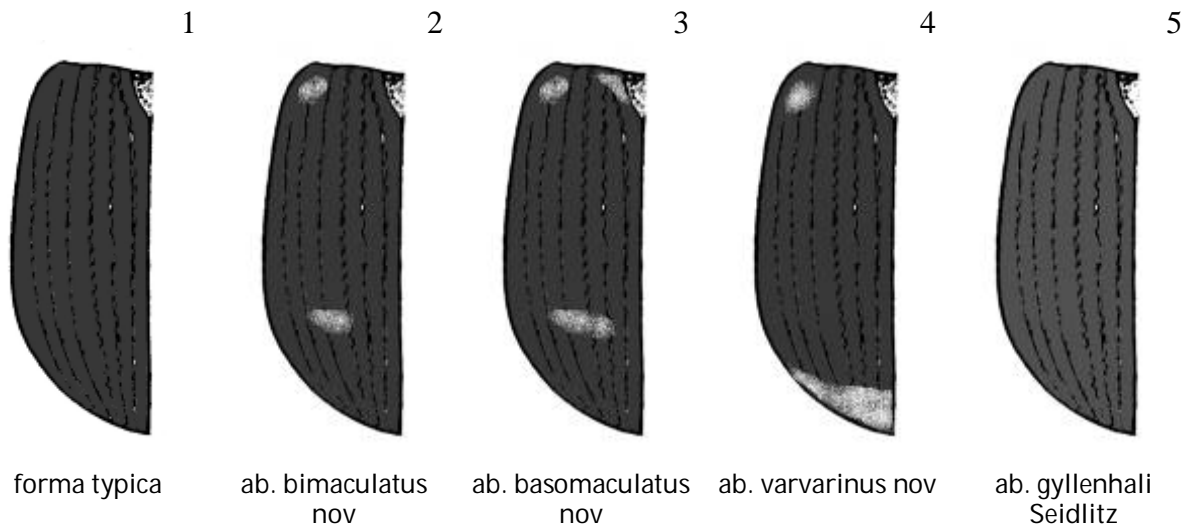 1 2 3 4 5
forma typica
ab. bimaculatus
nov
ab. basomaculatus
nov
ab. varvarinus nov
ab. gyllenhali
Seidlitz